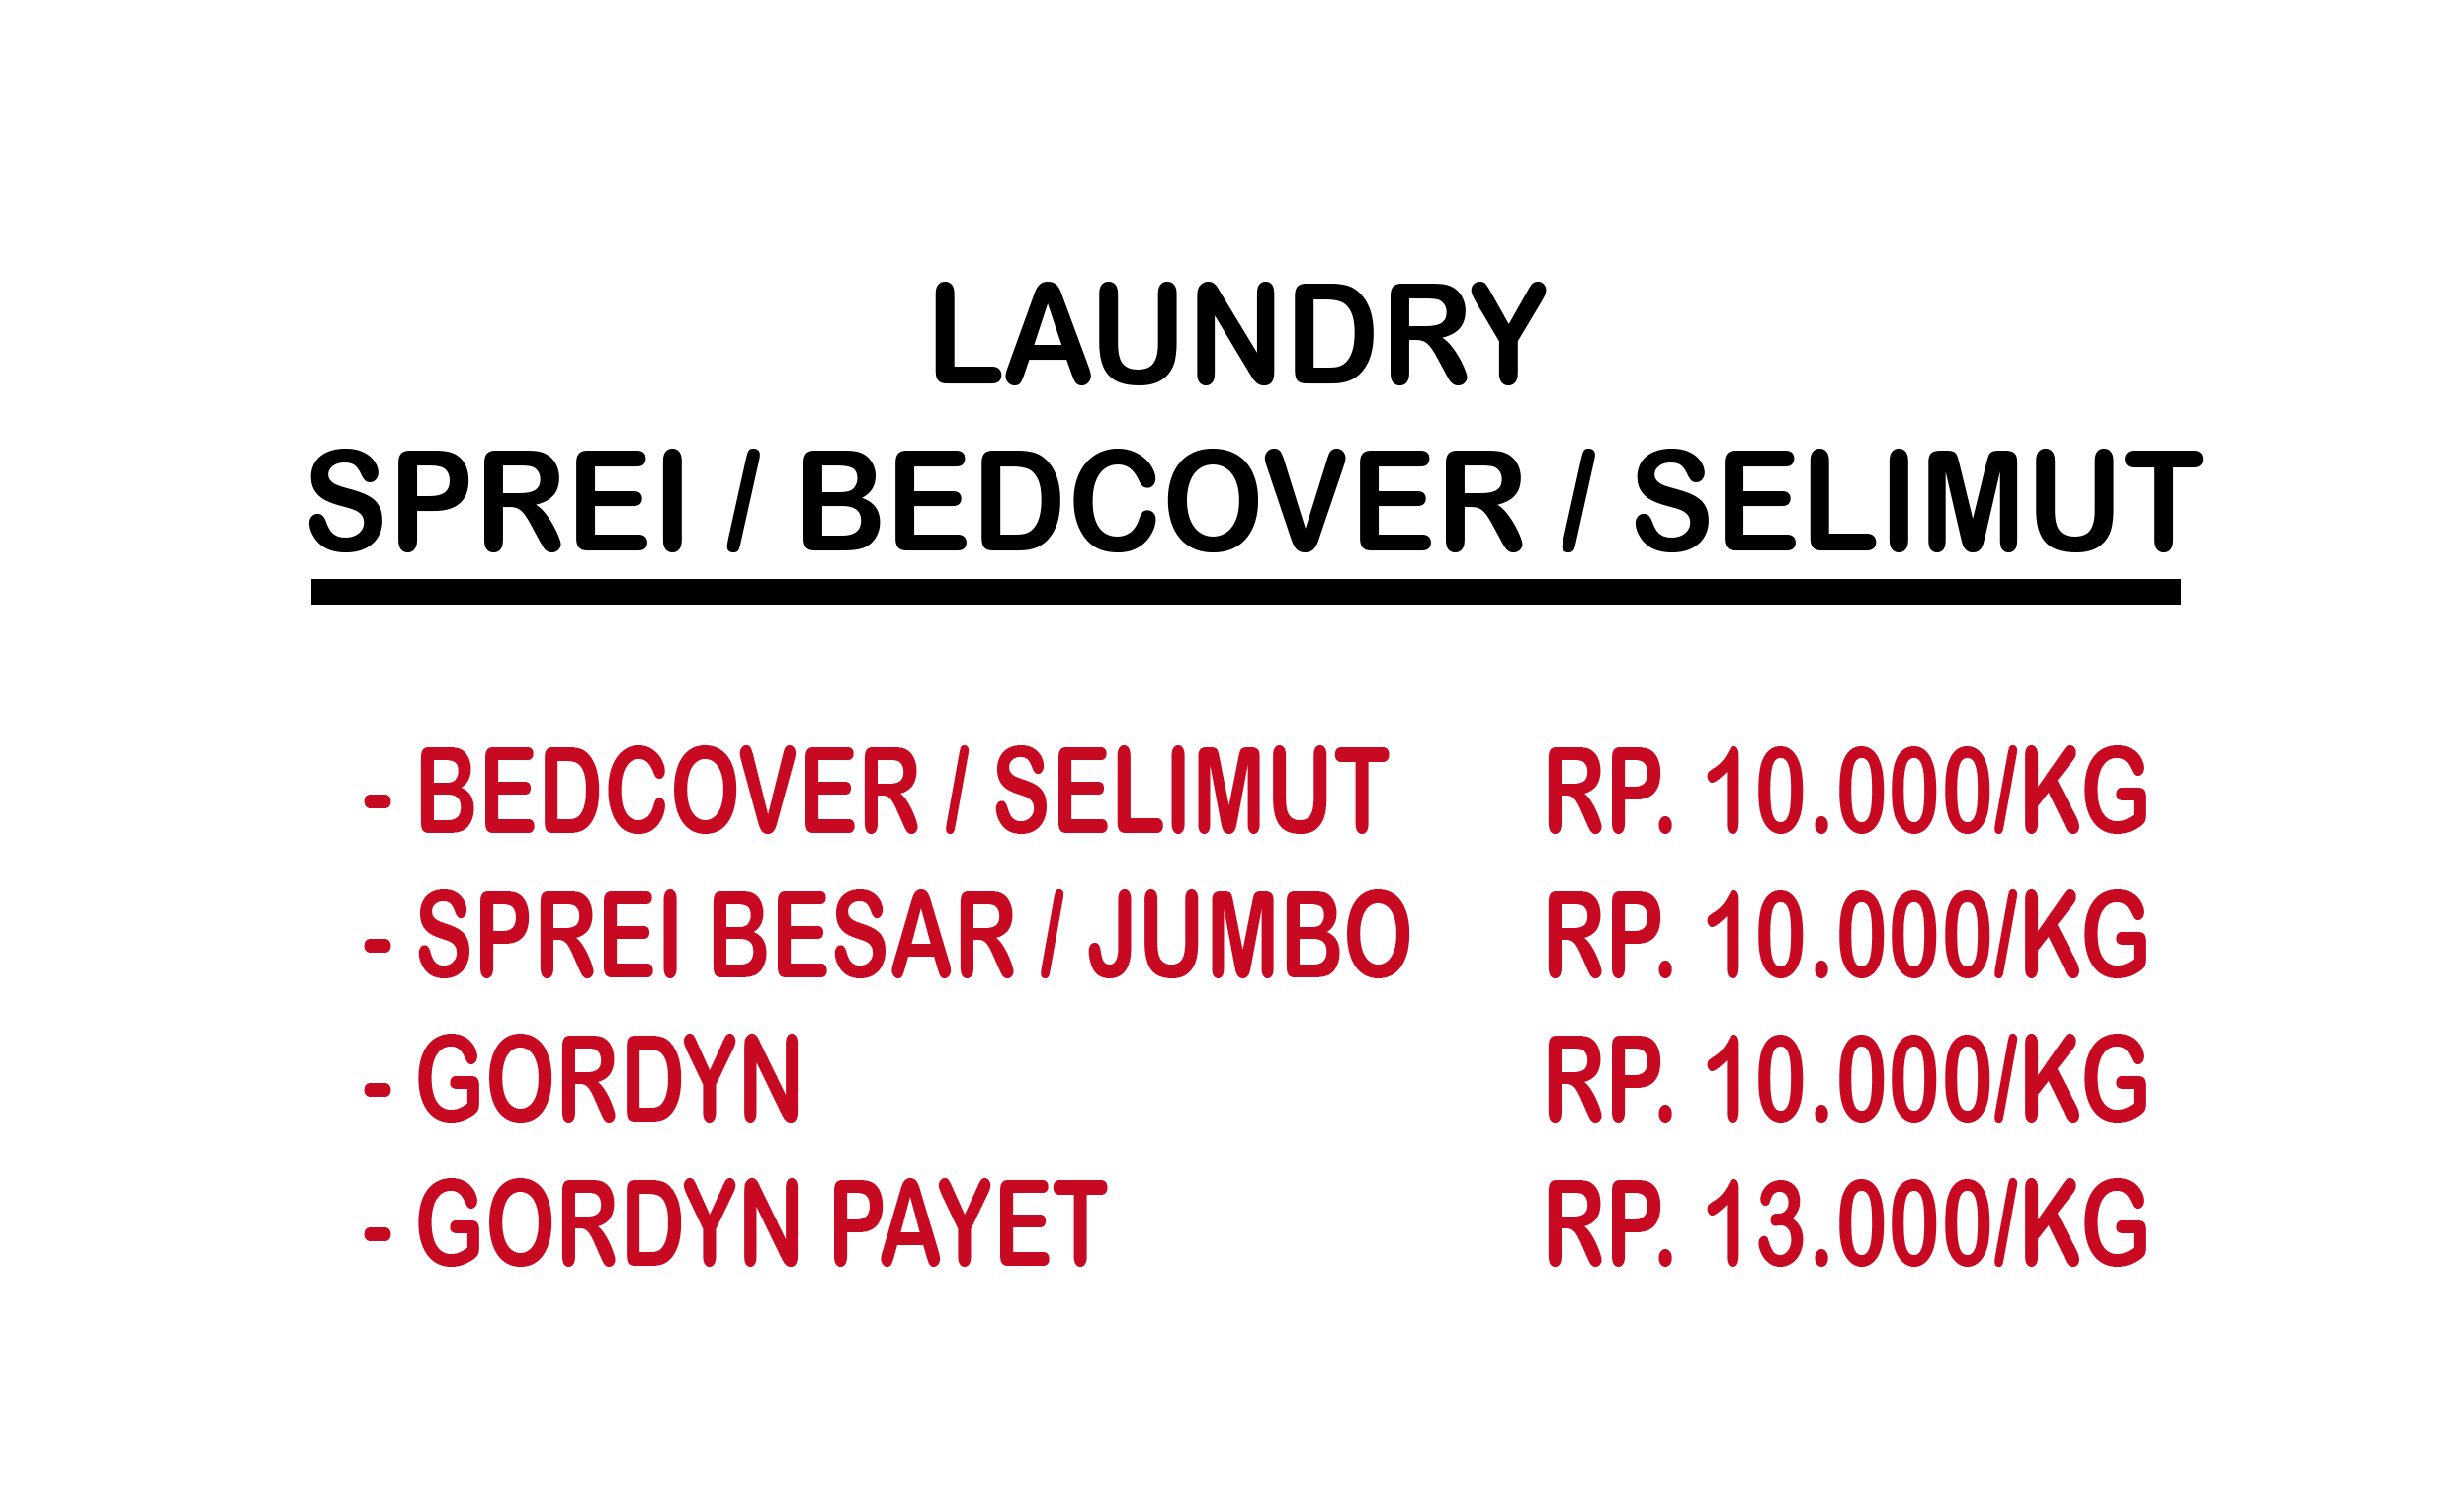 LAUNDRY
SPREI / BEDCOVER / SELIMUT
- BEDCOVER / SELIMUT RP. 10.000/KG
- SPREI BESAR / JUMBO RP. 10.000/KG
- GORDYN RP. 10.000/KG
- GORDYN PAYET RP. 13.000/KG